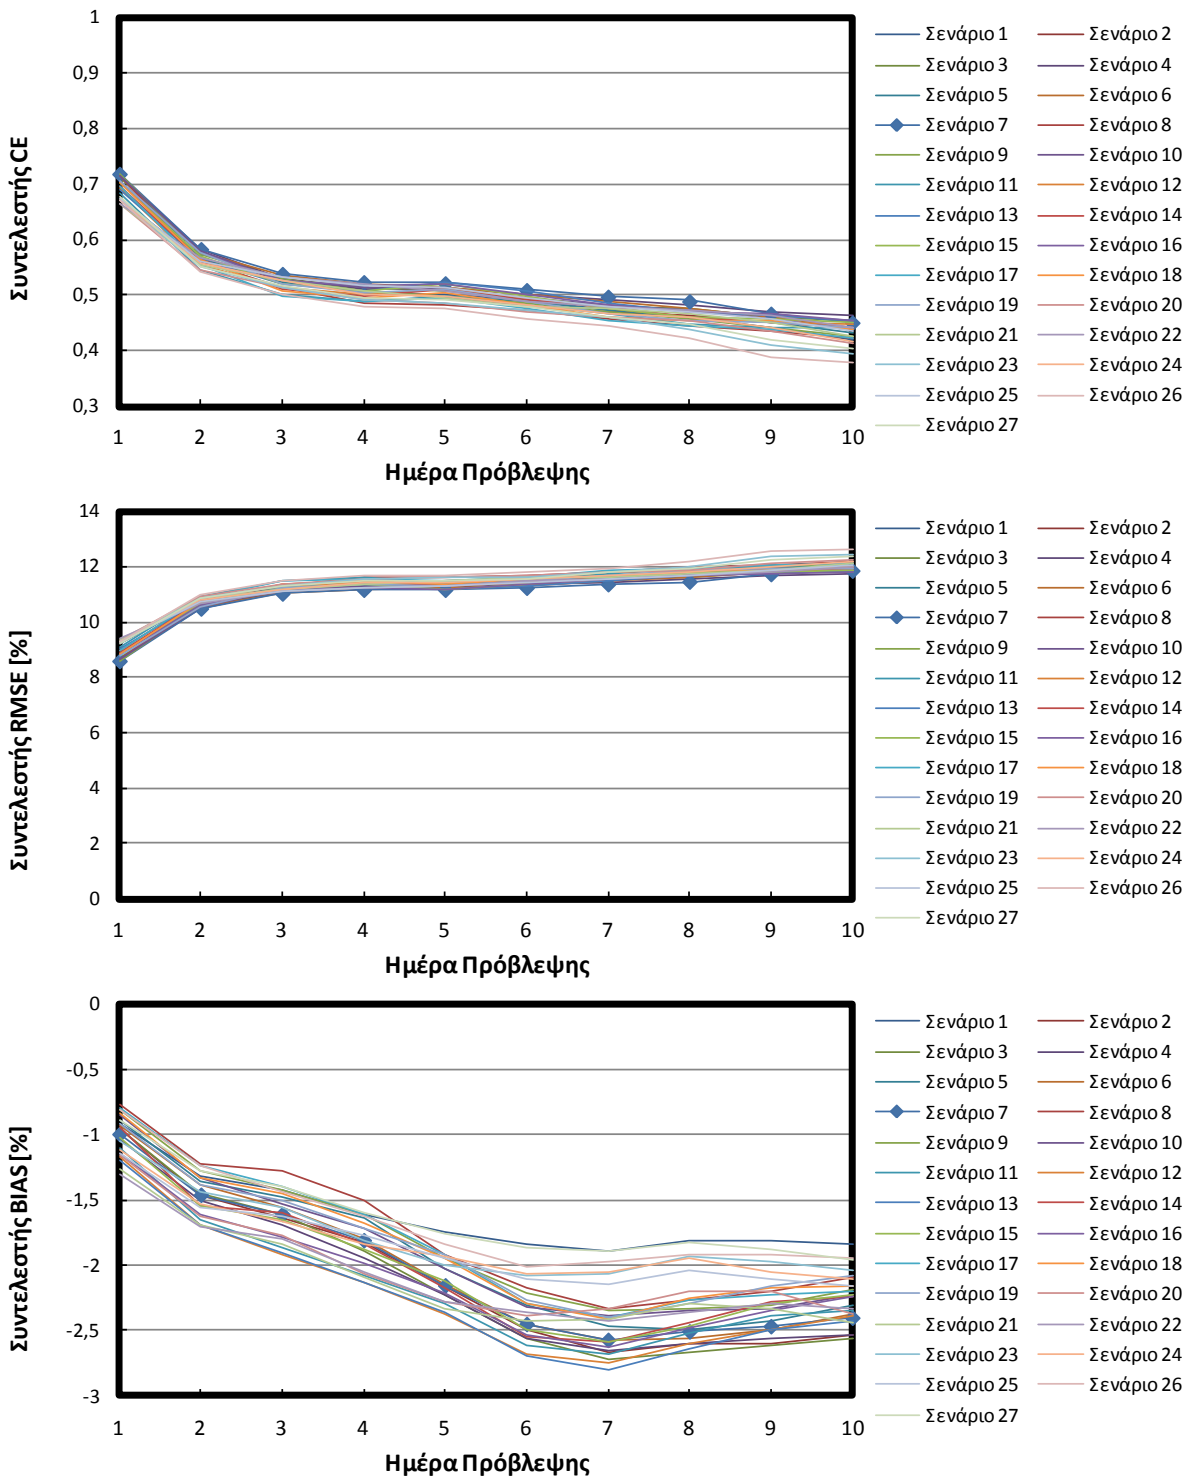 Συντελεστής CE
1
0,9
0,8
0,7
0,6
0,5
0,4
0,3
1 2 3 4 5 6 7 8 9 10
Ημέρα Πρόβλεψης
Σενάριο 1 Σενάριο 2
Σενάριο 3 Σενάριο 4
Σενάριο 5 Σενάριο 6
Σενάριο 7 Σενάριο 8
Σενάριο 9 Σενάριο 10
Σενάριο 11 Σενάριο 12
Σενάριο 13 Σενάριο 14
Σενάριο 15 Σενάριο 16
Σενάριο 17 Σενάριο 18
Σενάριο 19 Σενάριο 20
Σενάριο 21 Σενάριο 22
Σενάριο 23 Σενάριο 24
Σενάριο 25 Σενάριο 26
Σενάριο 27
Συντελεστής RMSE [%]
14
12
10
8
6
4
2
0
1 2 3 4 5 6 7 8 9 10
Ημέρα Πρόβλεψης
Σενάριο 1 Σενάριο 2
Σενάριο 3 Σενάριο 4
Σενάριο 5 Σενάριο 6
Σενάριο 7 Σενάριο 8
Σενάριο 9 Σενάριο 10
Σενάριο 11 Σενάριο 12
Σενάριο 13 Σενάριο 14
Σενάριο 15 Σενάριο 16
Σενάριο 17 Σενάριο 18
Σενάριο 19 Σενάριο 20
Σενάριο 21 Σενάριο 22
Σενάριο 23 Σενάριο 24
Σενάριο 25 Σενάριο 26
Σενάριο 27
Συντελεστής BIAS [%]
0
-0,5
-1
-1,5
-2
-2,5
-3
1 2 3 4 5 6 7 8 9 10
Ημέρα Πρόβλεψης
Σενάριο 1 Σενάριο 2
Σενάριο 3 Σενάριο 4
Σενάριο 5 Σενάριο 6
Σενάριο 7 Σενάριο 8
Σενάριο 9 Σενάριο 10
Σενάριο 11 Σενάριο 12
Σενάριο 13 Σενάριο 14
Σενάριο 15 Σενάριο 16
Σενάριο 17 Σενάριο 18
Σενάριο 19 Σενάριο 20
Σενάριο 21 Σενάριο 22
Σενάριο 23 Σενάριο 24
Σενάριο 25 Σενάριο 26
Σενάριο 27